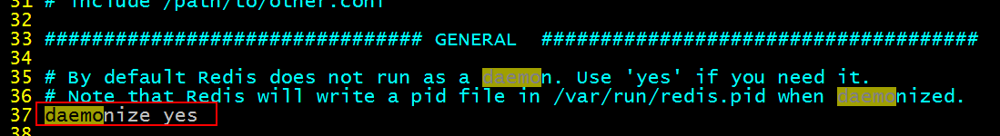 31 # include /path/to/other.conf
32
33 ################################ GENERAL  #####################################
34
35 # By default Redis does not run as a daemon. Use 'yes' if you need it.
36 # Note that Redis will write a pid file in /var/run/redis.pid when daemonized.
37 daemonize yes
38